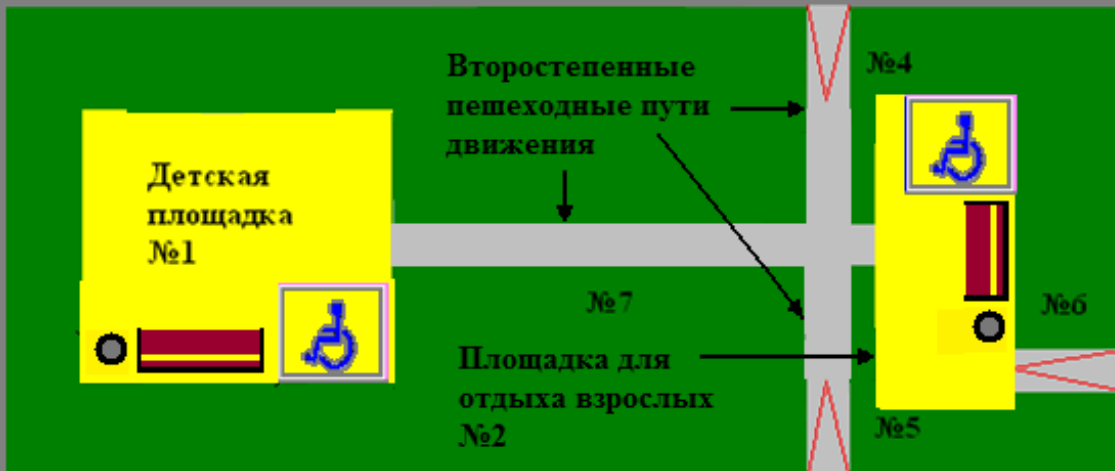 Второстепенные
пешеходные пути
движения
№4
Детская
площадка
№1
№7
№6
Площадка для
отдыха взрослых
№2
№5